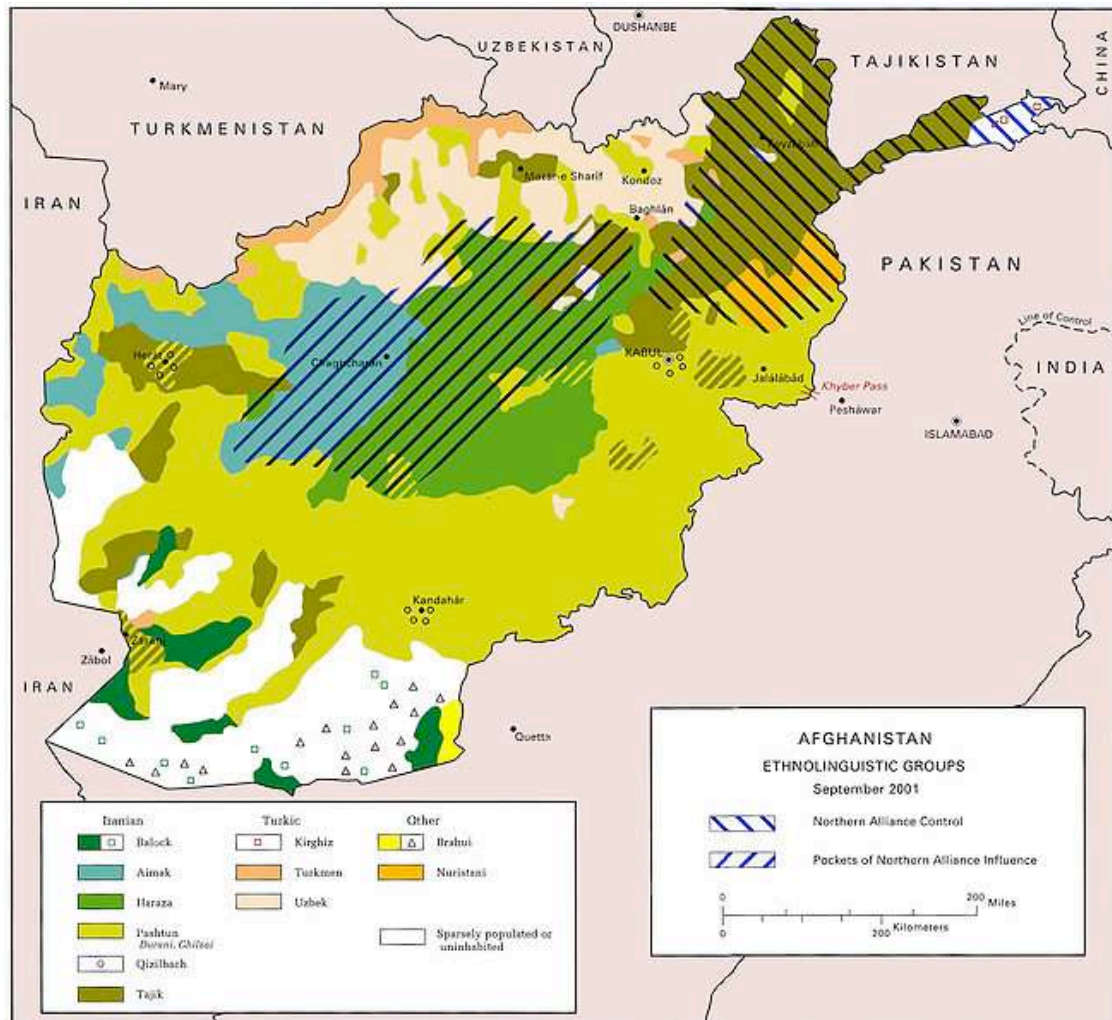 DUSHANBE
UZBEKISTAN
TAJIKISTAN
CHINA
Mary
TURKMENISTAN
Kondoz
IRAN
Baghlān
PAKISTAN
Line of Control
Herat
Chaghcharān
KABUL
Jalālābād
Khyber Pass
INDIA
Peshāwar
ISLAMABAD
Kandahār
Zābol
IRAN
Quetta
AFGHANISTAN
ETHNOLINGUISTIC GROUPS
September 2001
Northern Alliance Control
Pockets of Northern Alliance Influence
0 200 Miles
0 200 Kilometers
Iranian Turkic Other
Balock Kirghiz Brahui
Aimak Turkmen Nuristani
Haraza Uzbek
Pashtun Sparsely populated or
Durani, Ghilzai uninhabited
Qizilbach
Tajik